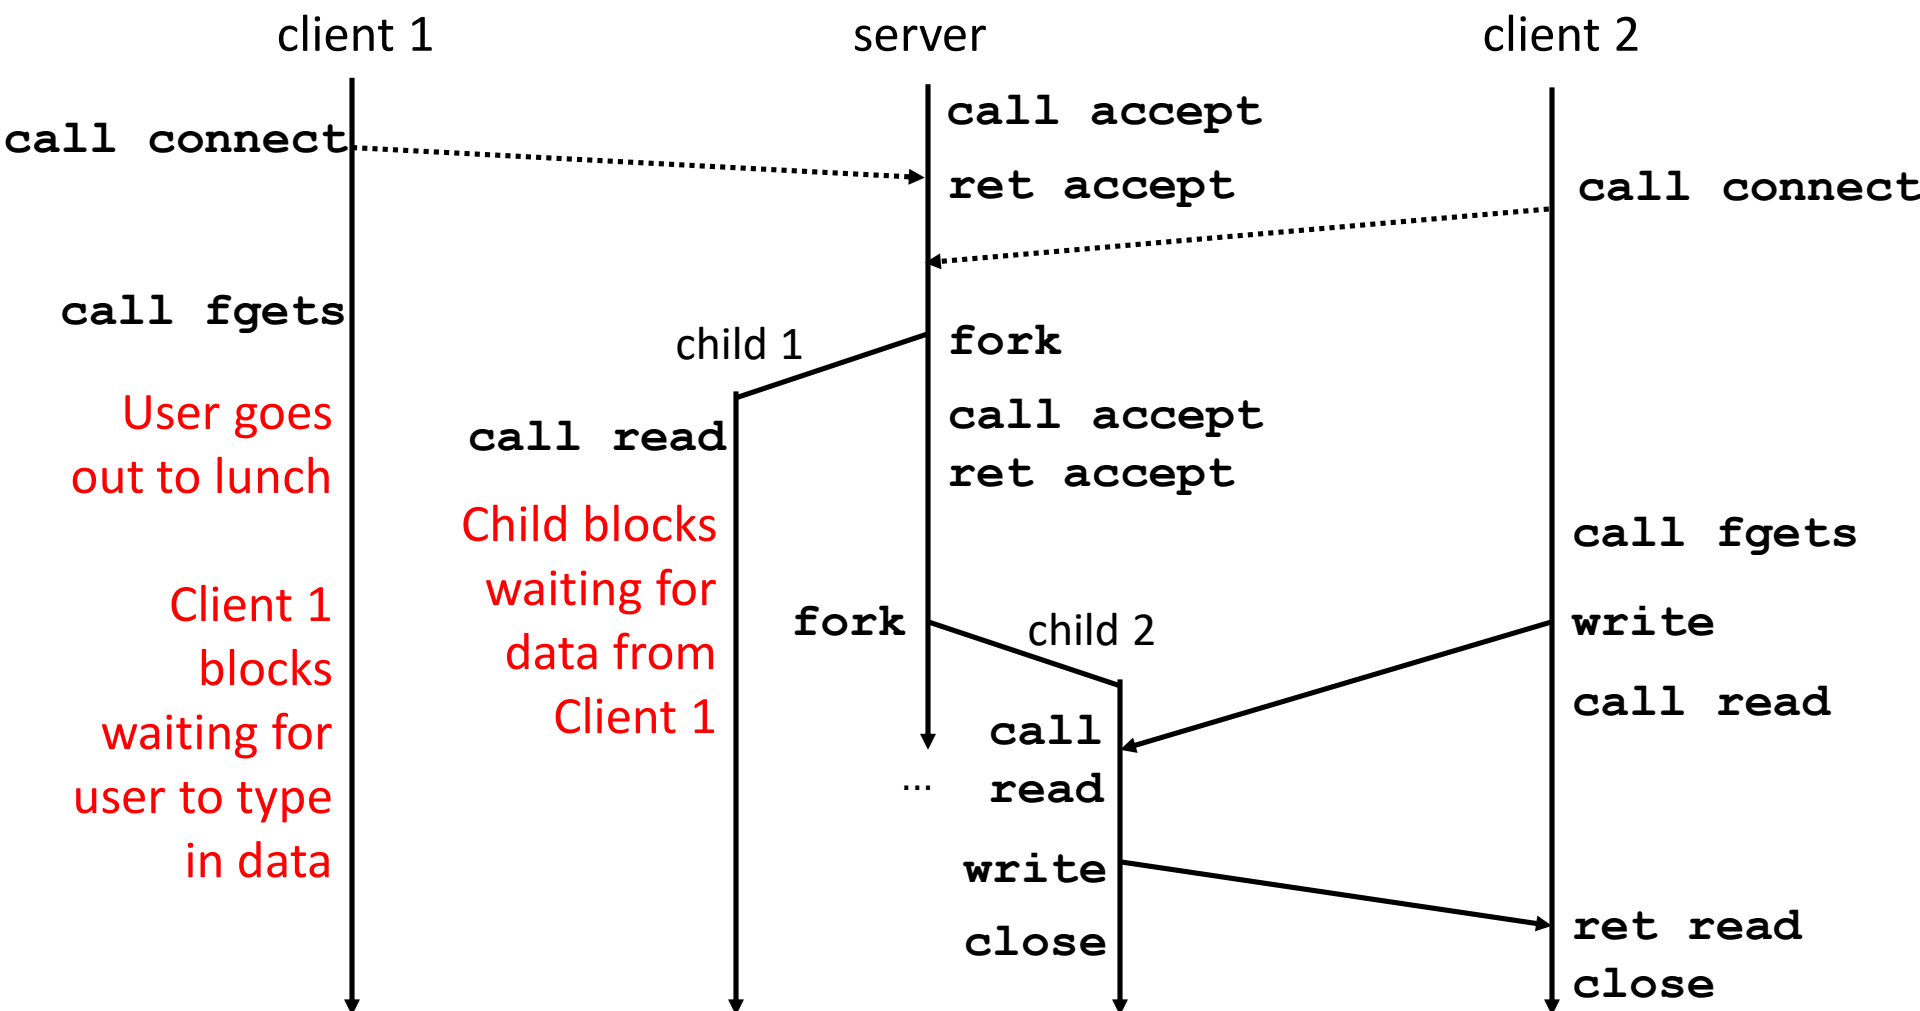 client 1
server
client 2
call connect
call accept
ret accept
call connect
call fgets
child 1
fork
User goes
out to lunch
call read
call accept
ret accept
Child blocks
waiting for
data from
Client 1
call fgets
Client 1
blocks
waiting for
user to type
in data
fork
child 2
write
call read
call
read
...
write
close
ret read
close